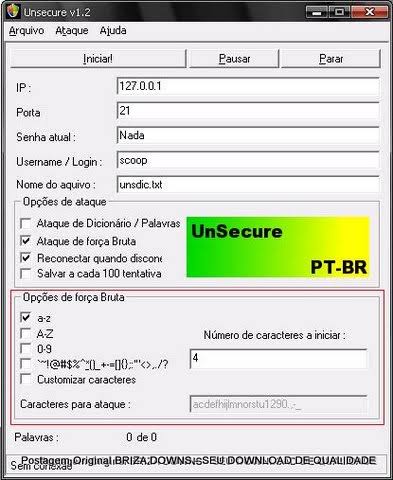 Unsecure v1.2
Arquivo Ataque Ajuda
Iniciar! Pausar Parar
IP : 127.0.0.1
Porta 21
Senha atual : Nada
Username / Login : scoop
Nome do aquivo : unsdic.txt
Opções de ataque
Ataque de Dicionário / Palavras
Ataque de força Bruta
Reconectar quando discone
Salvar a cada 100 tentativa
UnSecure
PT-BR
Opções de força Bruta
a-z
A-Z
0-9
`~!@#$%^*()_+-=[]{};:"'<>,./?
Customizar caracteres
Número de caracteres a iniciar :
4
Caracteres para ataque : acdefhijlmnorstu1290.,-_
Palavras : 0 de 0
Postagem Original BRIZA DOWNS - SEU DOWNLOAD DE QUALIDADE
Sem conexão